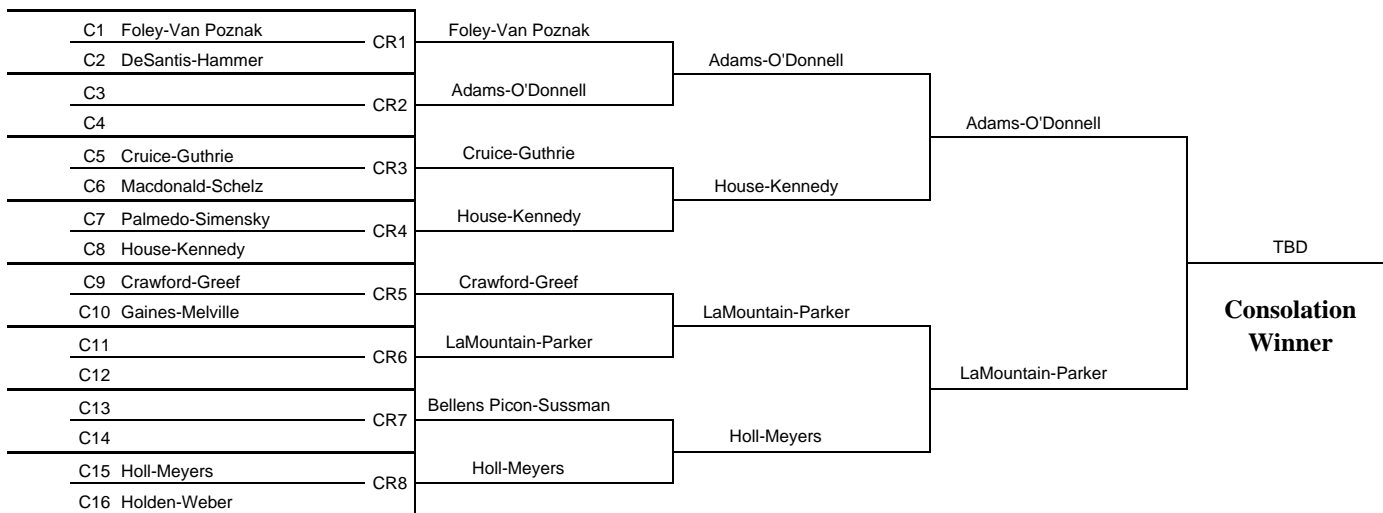 C1 Foley-Van Poznak
CR1
C2 DeSantis-Hammer
C3
CR2
C4
C5 Cruice-Guthrie
CR3
C6 Macdonald-Schelz
C7 Palmedo-Simensky
CR4
C8 House-Kennedy
C9 Crawford-Greef
CR5
C10 Gaines-Melville
C11
CR6
C12
C13
CR7
C14
C15 Holl-Meyers
CR8
C16 Holden-Weber
Foley-Van Poznak
Adams-O'Donnell
Cruice-Guthrie
House-Kennedy
Crawford-Greef
LaMountain-Parker
Bellens Picon-Sussman
Holl-Meyers
Adams-O'Donnell
House-Kennedy
LaMountain-Parker
Holl-Meyers
Adams-O'Donnell
LaMountain-Parker
TBD
Consolation
Winner